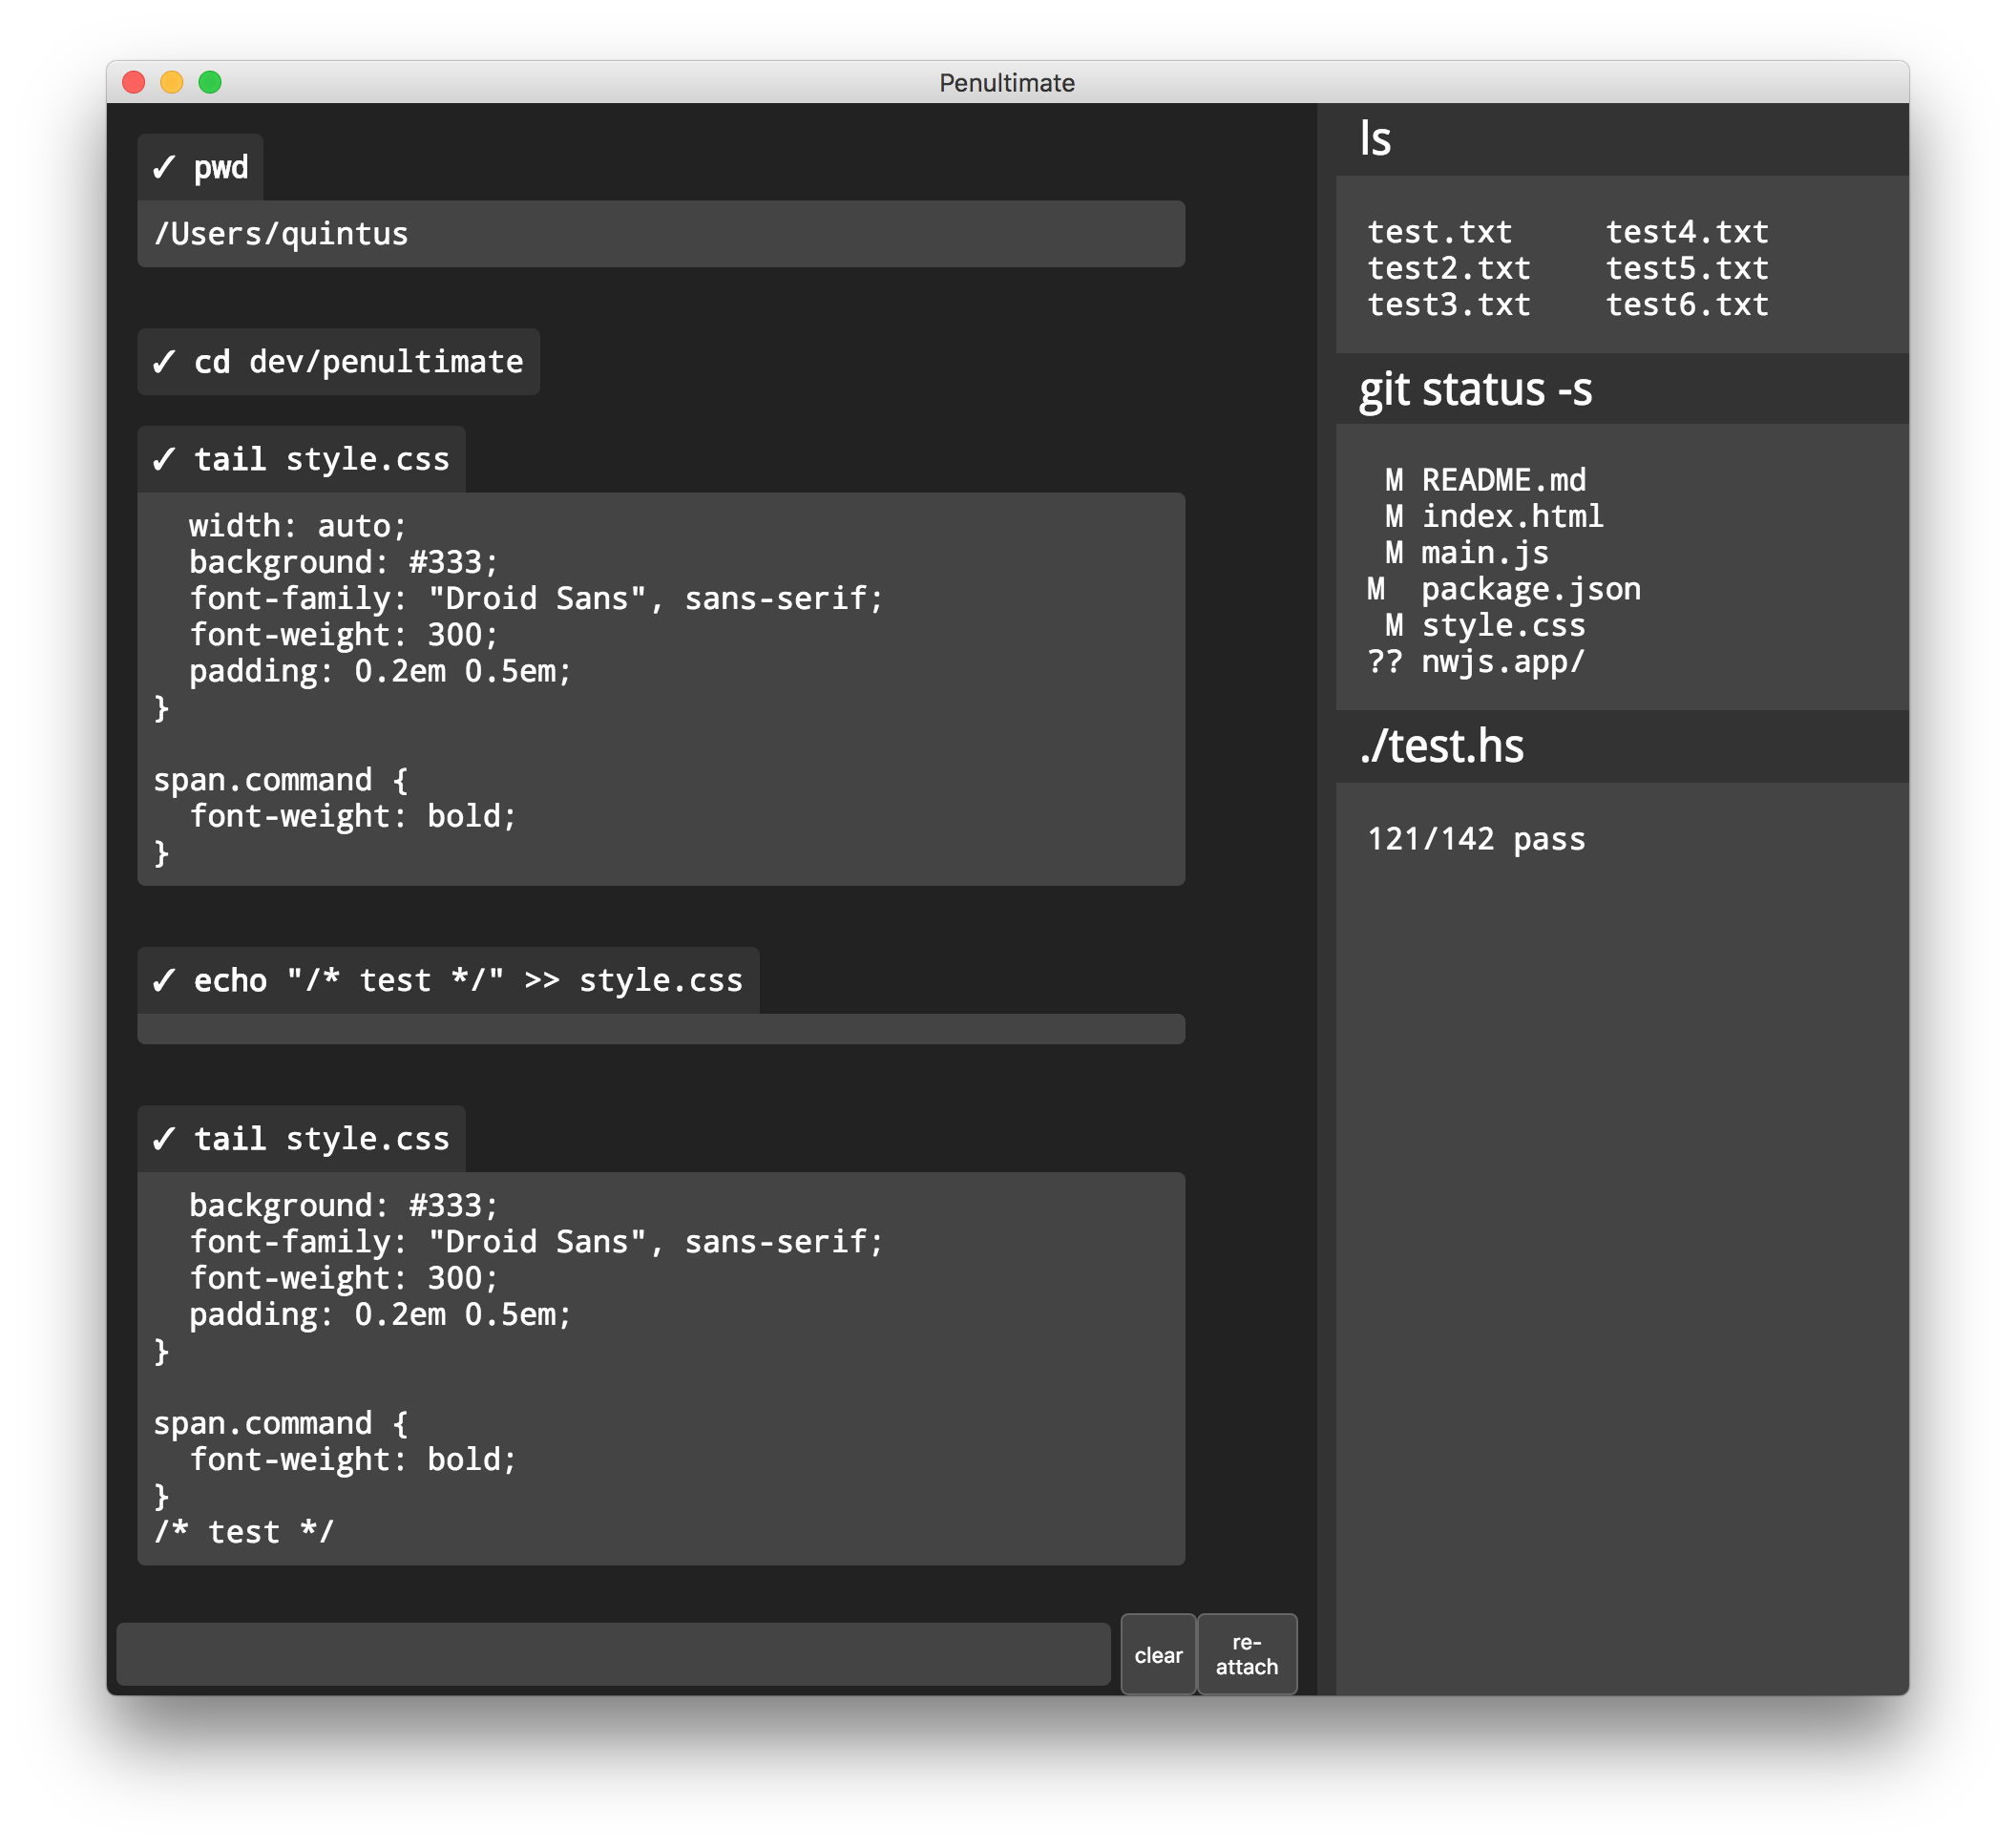 Penultimate
✓ pwd
/Users/quintus
✓ cd dev/penultimate
✓ tail style.css
  width: auto;
  background: #333;
  font-family: "Droid Sans", sans-serif;
  font-weight: 300;
  padding: 0.2em 0.5em;
}

span.command {
  font-weight: bold;
}
✓ echo "/* test */" >> style.css
✓ tail style.css
  background: #333;
  font-family: "Droid Sans", sans-serif;
  font-weight: 300;
  padding: 0.2em 0.5em;
}

span.command {
  font-weight: bold;
}
/* test */
clear
re-
attach
ls
test.txt     test4.txt
test2.txt    test5.txt
test3.txt    test6.txt
git status -s
 M README.md
 M index.html
 M main.js
M  package.json
 M style.css
?? nwjs.app/
./test.hs
121/142 pass